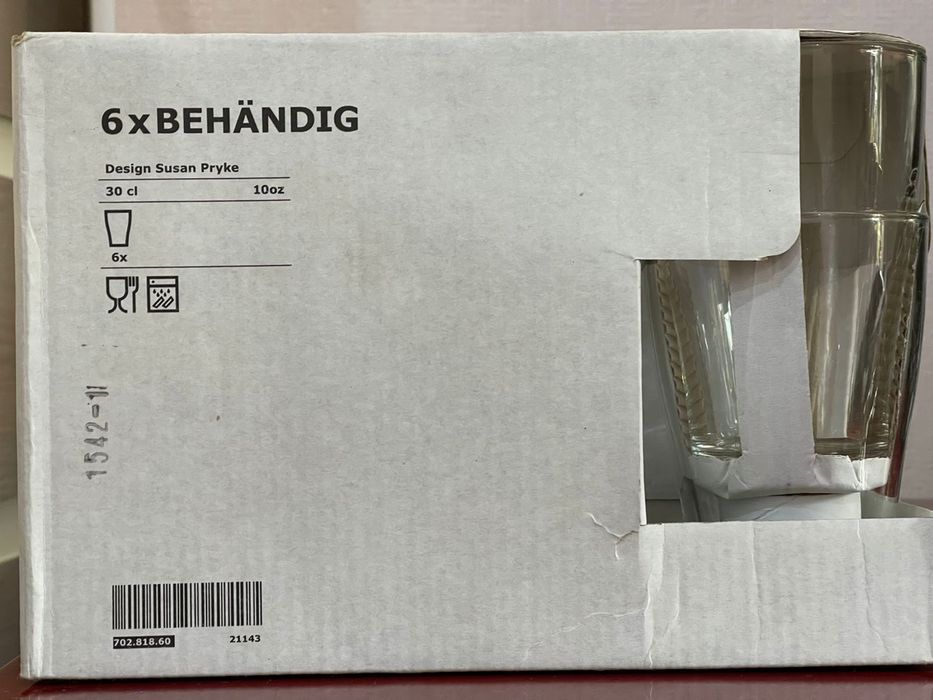 6xBEHÄNDIG
Design Susan Pryke
30 cl 10oz
6x
1542-11
702.818.60 21143